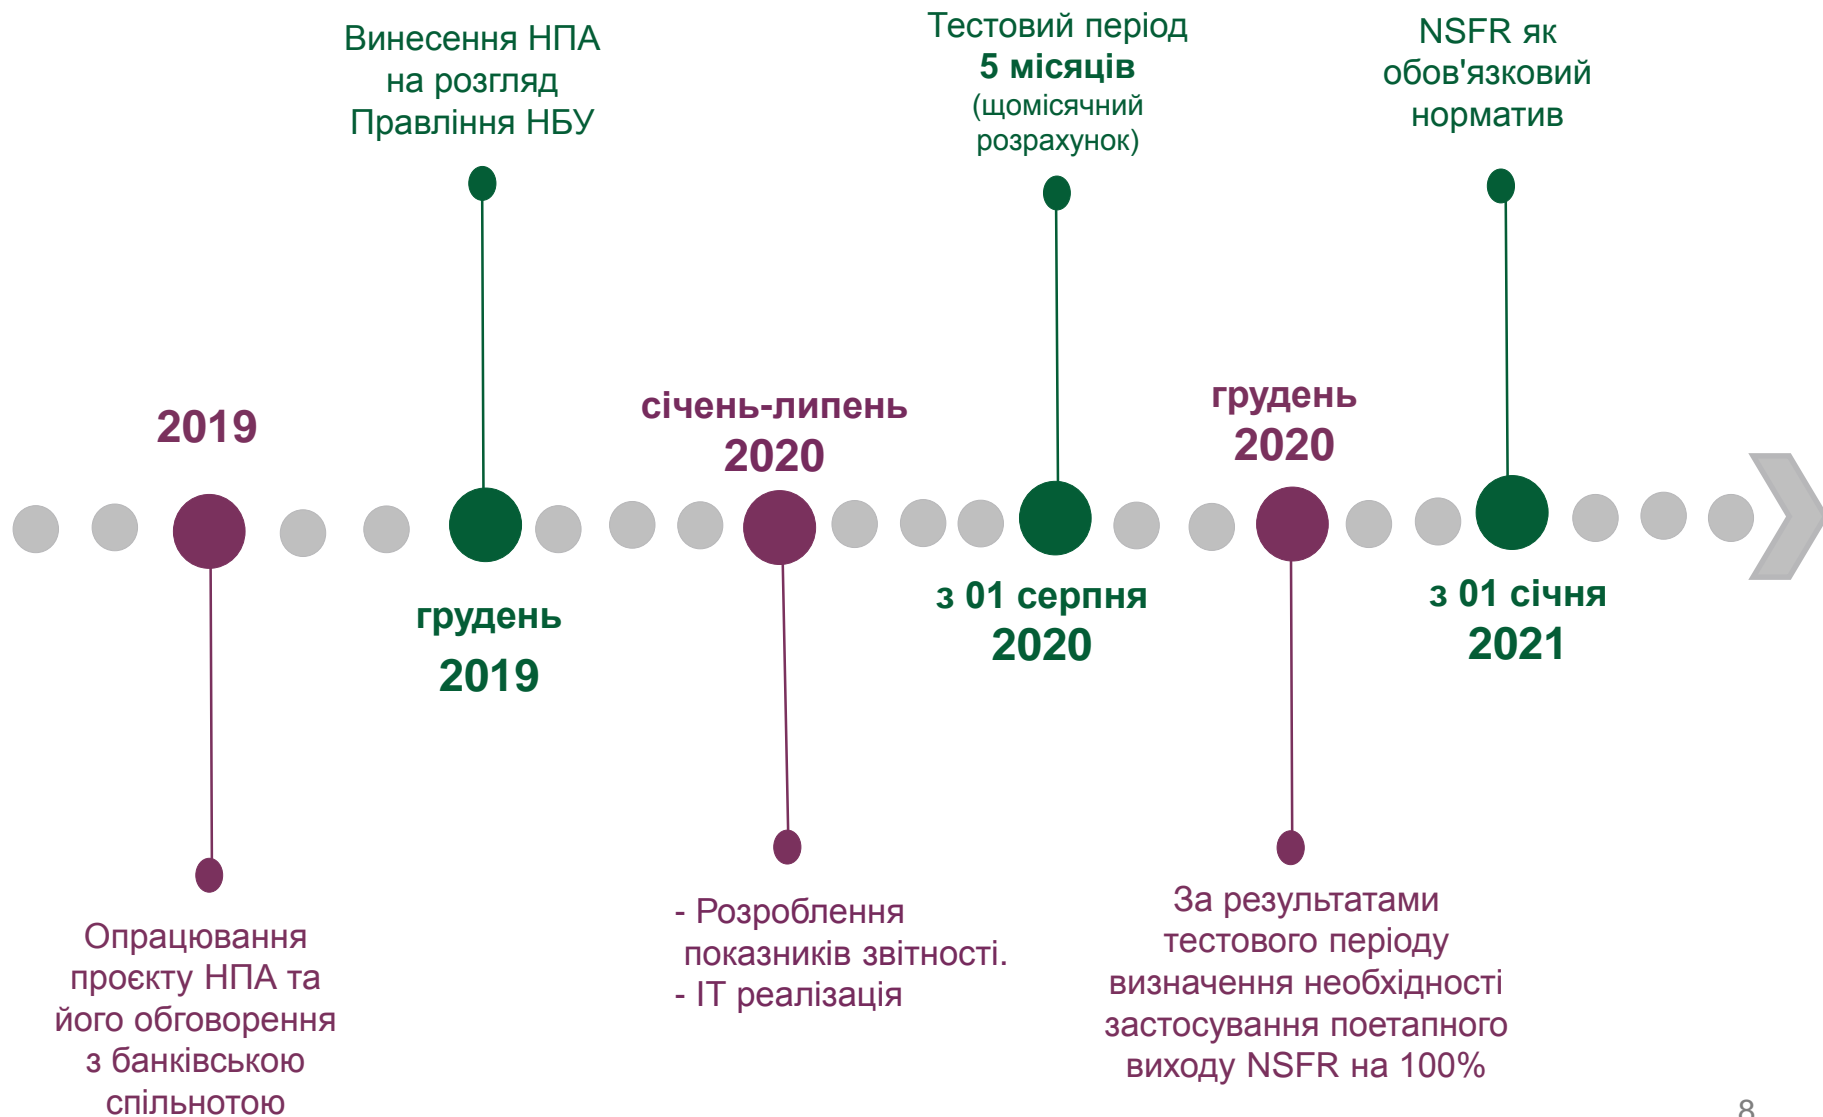 Винесення НПА
на розгляд
Правління НБУ
Тестовий період
5 місяців
(щомісячний
розрахунок)
NSFR як
обов'язковий
норматив
2019
січень-липень
2020
грудень
2020
грудень
2019
з 01 серпня
2020
з 01 січня
2021
Опрацювання
проєкту НПА та
його обговорення
з банківською
спільнотою
- Розроблення
показників звітності.
- ІТ реалізація
За результатами
тестового періоду
визначення необхідності
застосування поетапного
виходу NSFR на 100%
8